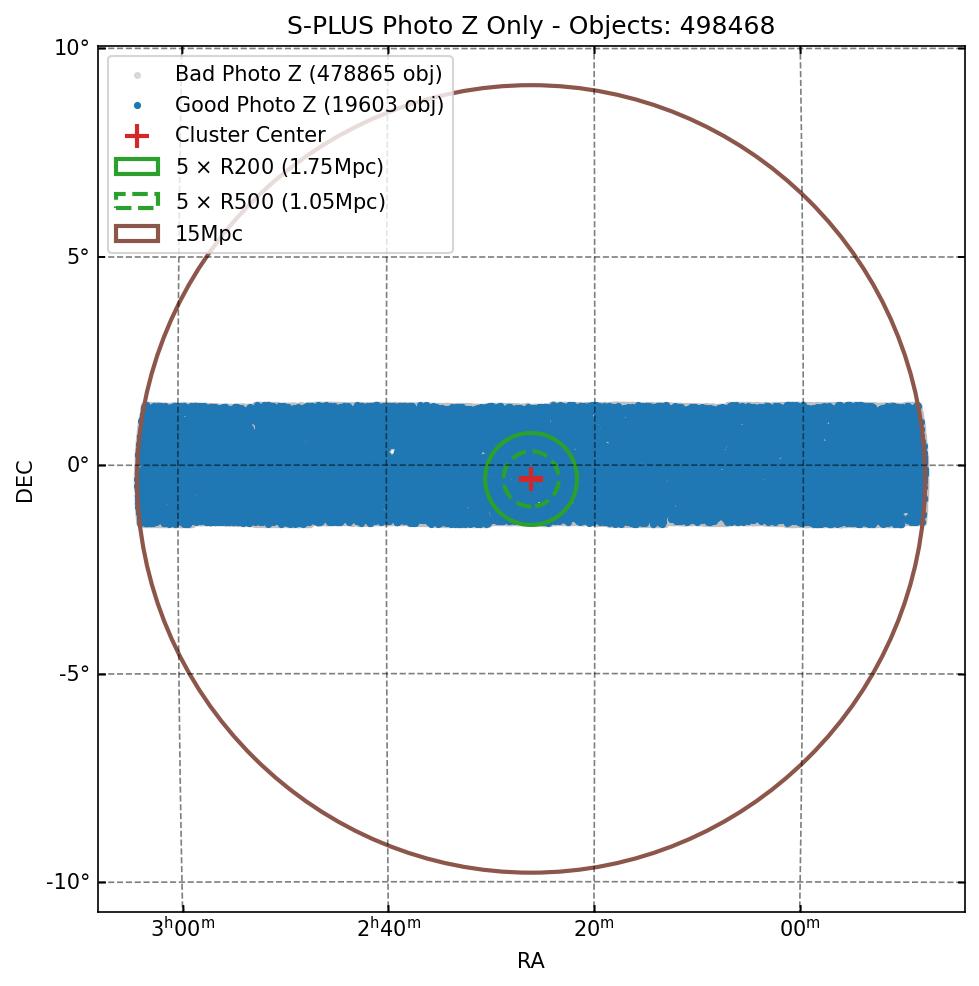 S-PLUS Photo Z Only - Objects: 498468
Bad Photo Z (478865 obj)
Good Photo Z (19603 obj)
Cluster Center
5 × R200 (1.75Mpc)
5 × R500 (1.05Mpc)
15Mpc
10°
5°
0°
-5°
-10°
DEC
3ʰ00ᵐ 2ʰ40ᵐ 20ᵐ 00ᵐ
RA